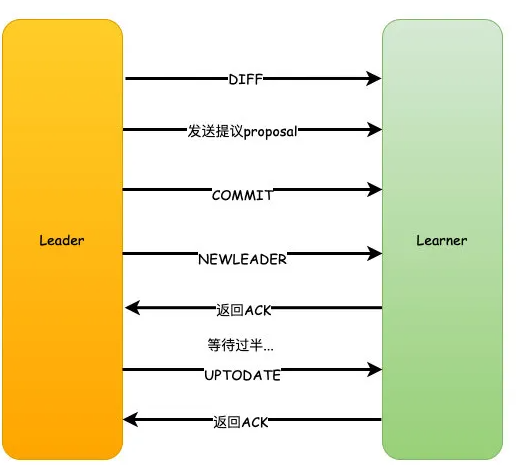 DIFF
发送提议proposal
COMMIT
Leader
Learner
NEWLEADER
返回ACK
等待过半...
UPTODATE
返回ACK